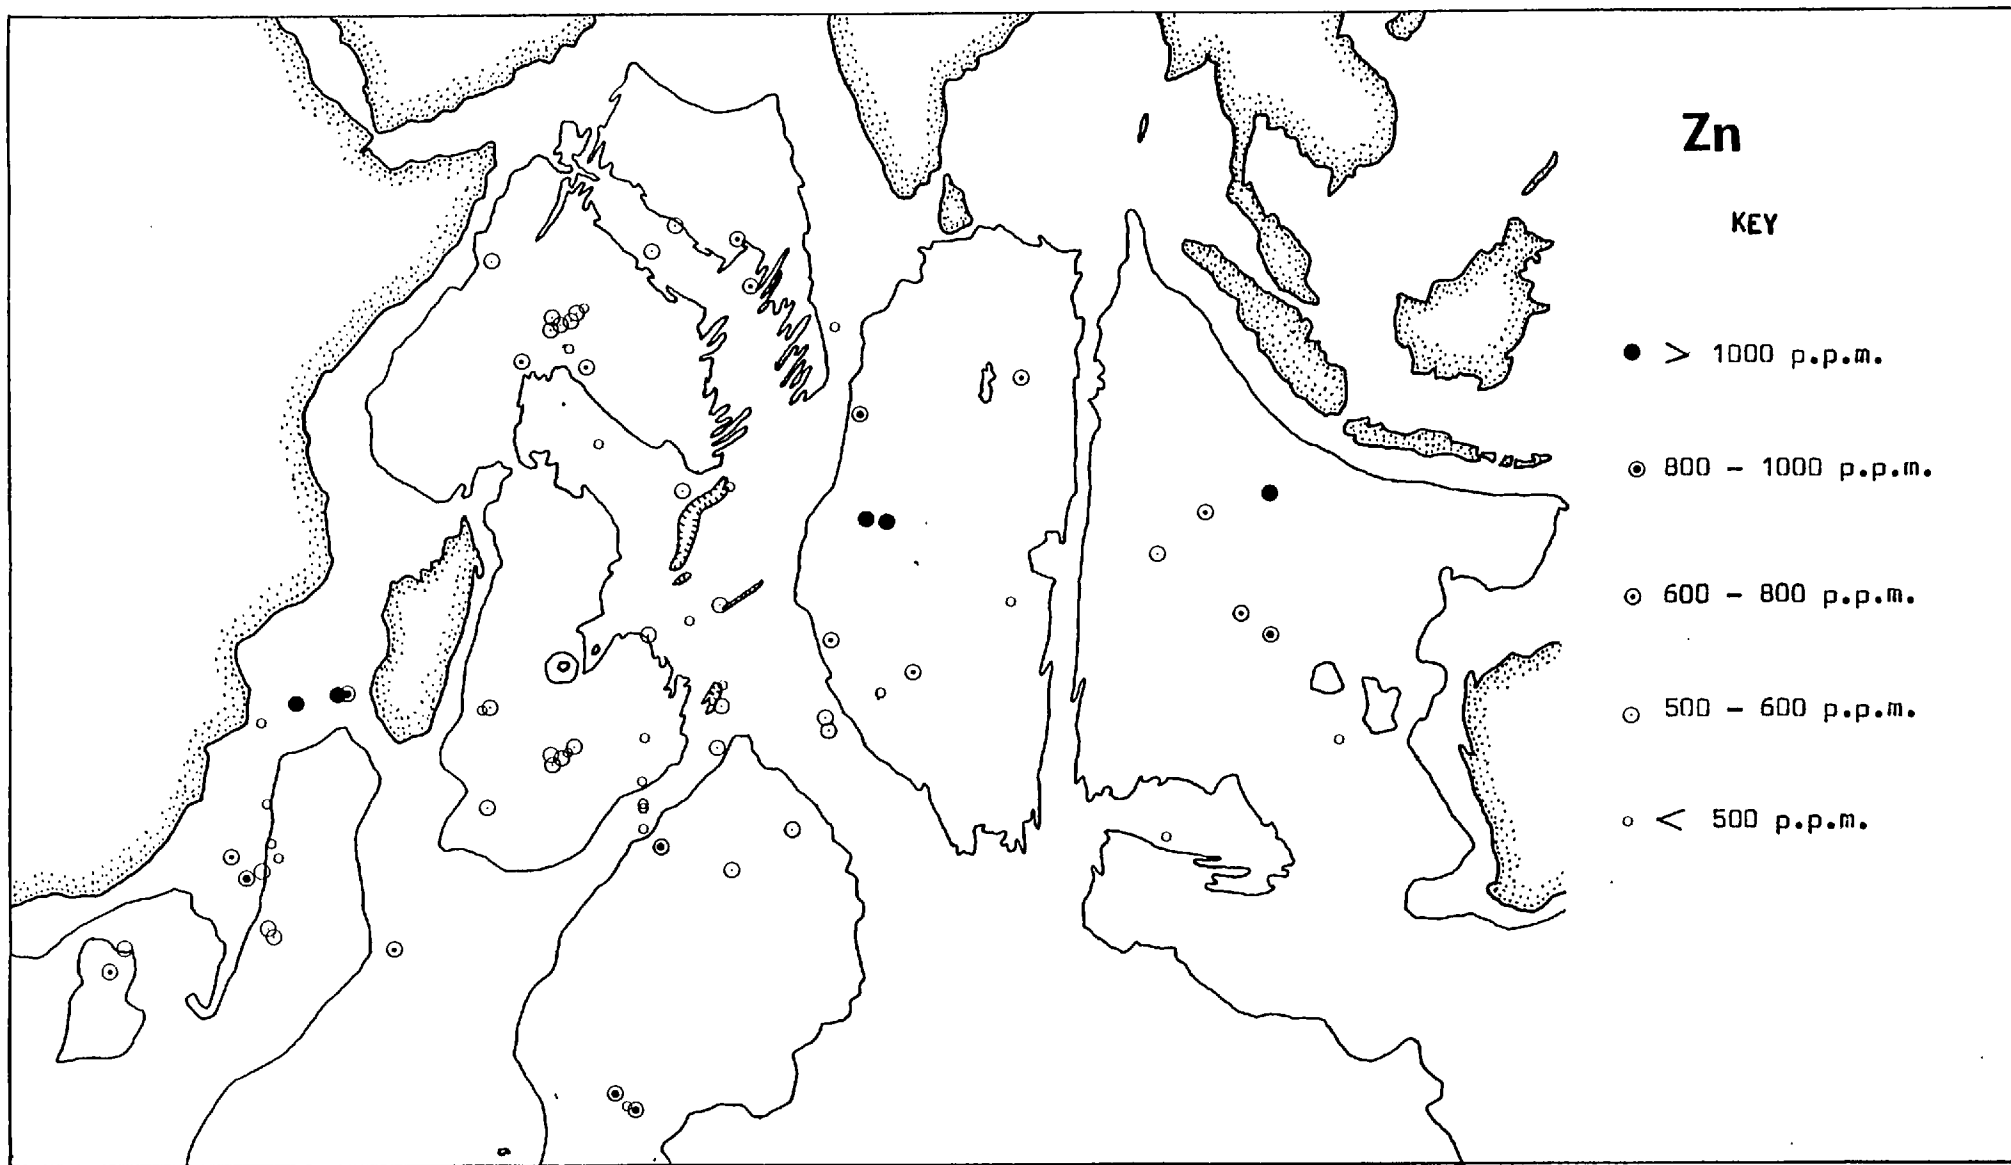 Zn
KEY
> 1000 p.p.m.
800 – 1000 p.p.m.
600 – 800 p.p.m.
500 – 600 p.p.m.
< 500 p.p.m.